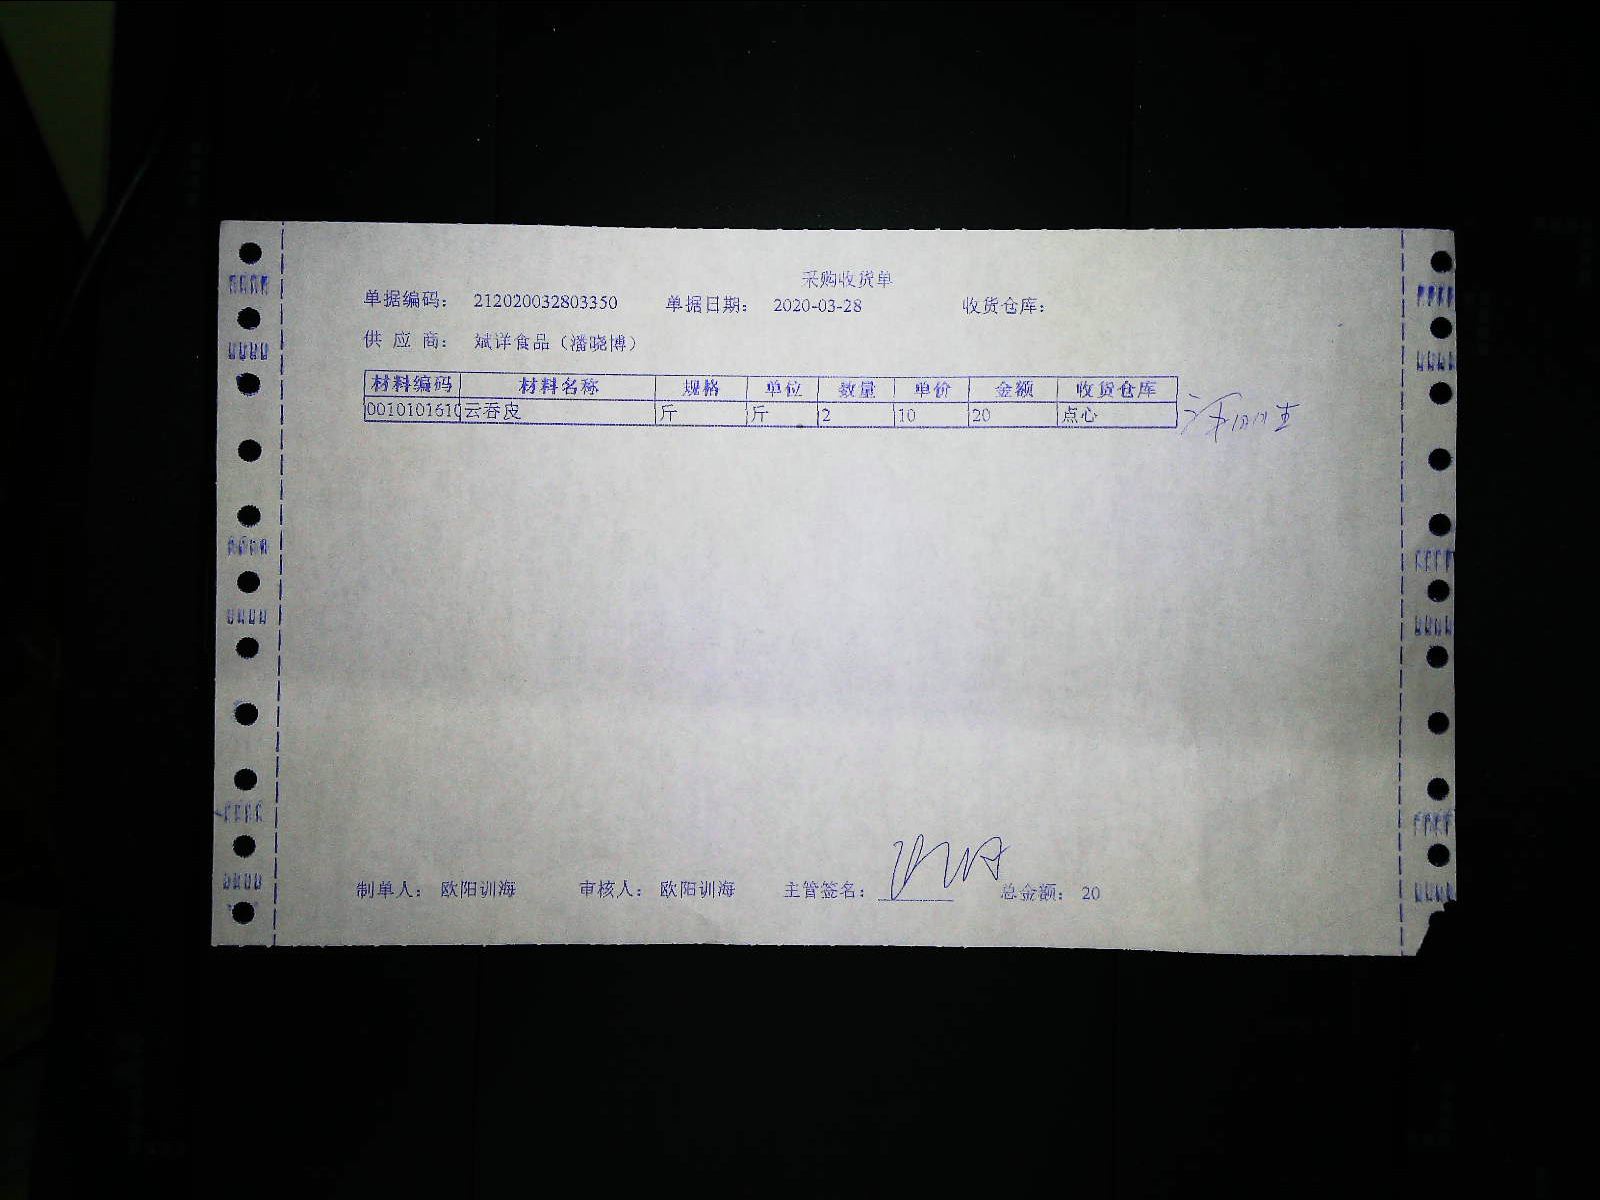 采购收货单
单据编码： 212020032803350 单据日期： 2020-03-28 收货仓库：
供 应 商： 斌详食品（潘晓博）
材料编码 材料名称 规格 单位 数量 单价 金额 收货仓库
0010101610 云吞皮 斤 斤 2 10 20 点心
制单人： 欧阳训海 审核人： 欧阳训海 主管签名： 总金额： 20